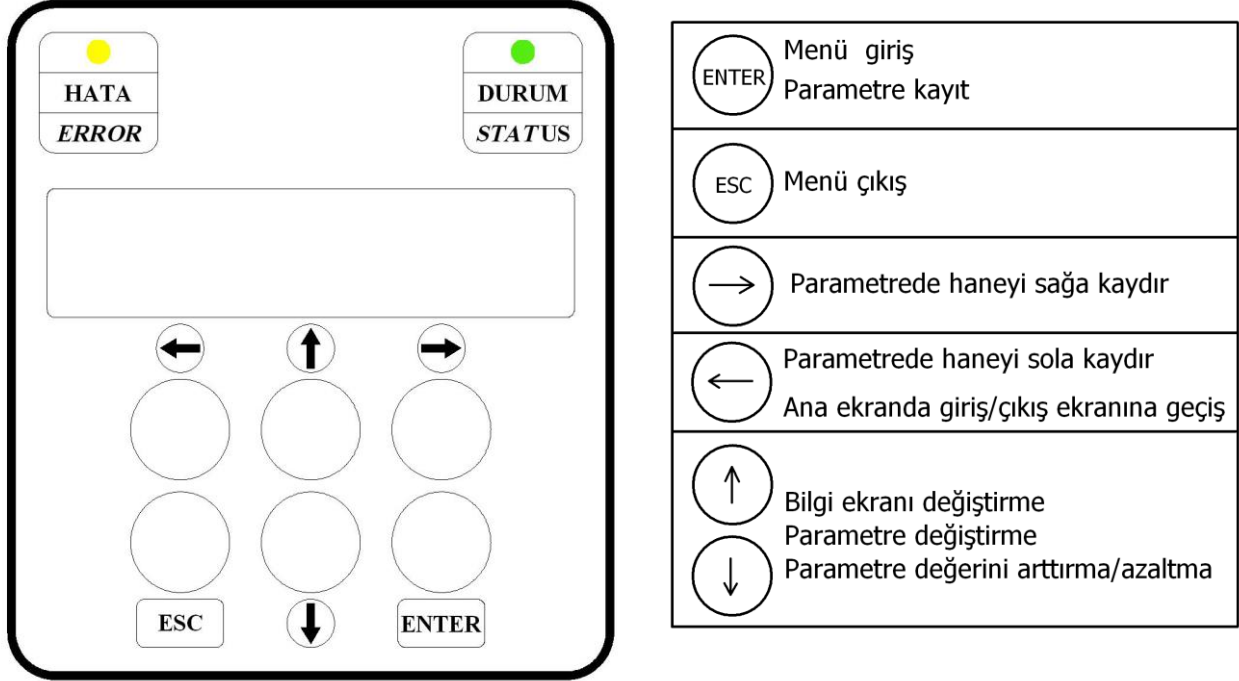 HATA
ERROR
DURUM
STATUS
ESC
ENTER
ENTER
Menü giriş
Parametre kayıt
ESC
Menü çıkış
Parametrede haneyi sağa kaydır
Parametrede haneyi sola kaydır
Ana ekranda giriş/çıkış ekranına geçiş
Bilgi ekranı değiştirme
Parametre değiştirme
Parametre değerini arttırma/azaltma